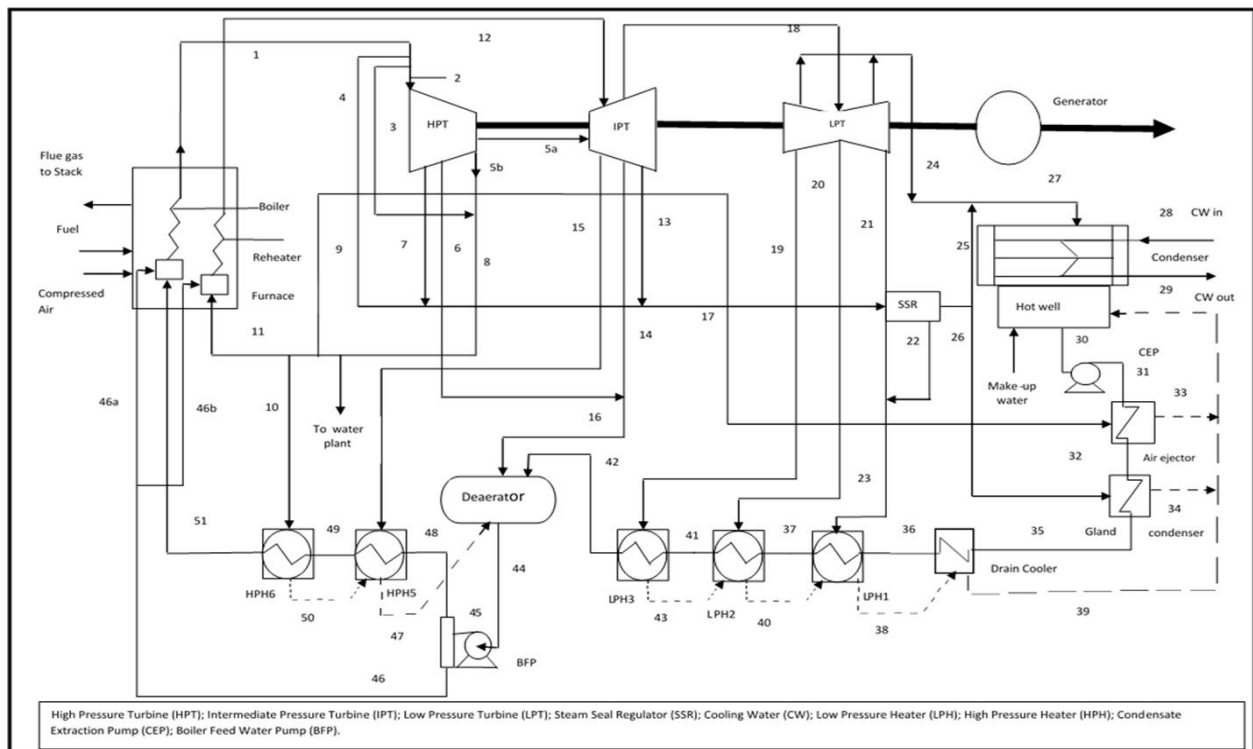 12
18
1
2
4
3
HPT
IPT
LPT
Generator
5a
5b
24
27
Flue gas
to Stack
Boiler
Fuel
Reheater
Compressed
Air
Furnace
9
7
6
8
15
13
20
19
21
25
28
CW in
Condenser
29
CW out
11
14
17
SSR
22
26
Hot well
30
CEP
31
Make-up
water
33
46a
46b
10
To water
plant
16
42
32
Air ejector
Deaerator
23
34
51
49
48
44
41
37
36
35
Gland
condenser
Drain Cooler
HPH6
50
HPH5
45
47
LPH3
43
LPH2
40
LPH1
38
39
BFP
46
High Pressure Turbine (HPT); Intermediate Pressure Turbine (IPT); Low Pressure Turbine (LPT); Steam Seal Regulator (SSR); Cooling Water (CW); Low Pressure Heater (LPH); High Pressure Heater (HPH); Condensate
Extraction Pump (CEP); Boiler Feed Water Pump (BFP).